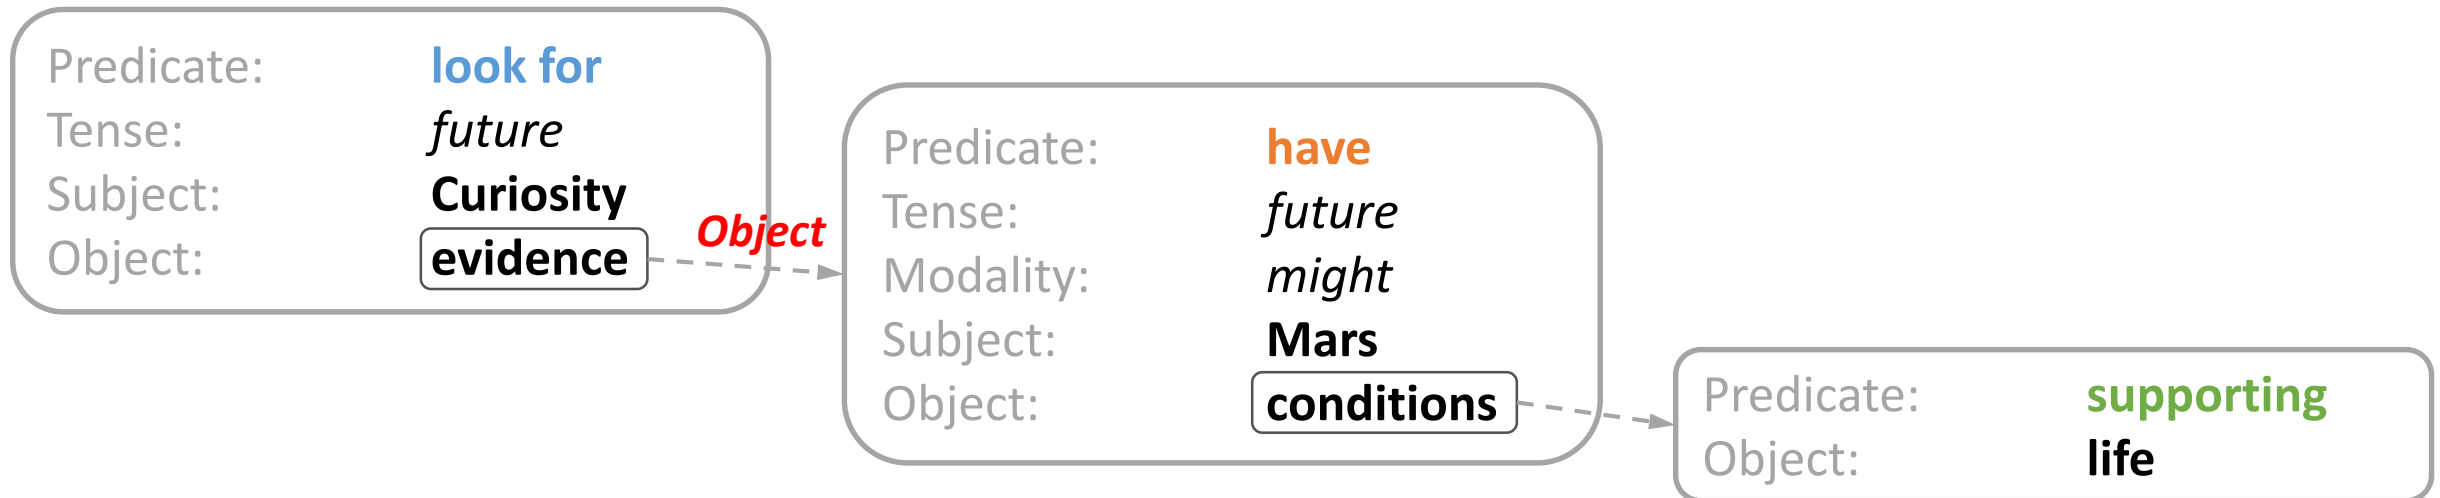 Predicate: look for
Tense: future
Subject: Curiosity
Object: evidence
Object
Predicate: have
Tense: future
Modality: might
Subject: Mars
Object: conditions
Predicate: supporting
Object: life